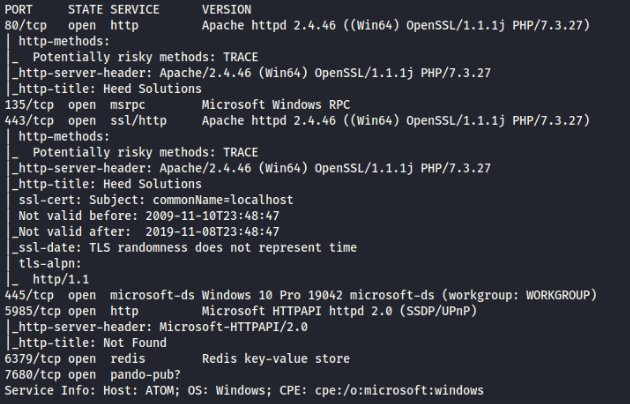 PORT     STATE SERVICE      VERSION
80/tcp   open  http         Apache httpd 2.4.46 ((Win64) OpenSSL/1.1.1j PHP/7.3.27)
| http-methods:
|_  Potentially risky methods: TRACE
|_http-server-header: Apache/2.4.46 (Win64) OpenSSL/1.1.1j PHP/7.3.27
|_http-title: Heed Solutions
135/tcp  open  msrpc        Microsoft Windows RPC
443/tcp  open  ssl/http     Apache httpd 2.4.46 ((Win64) OpenSSL/1.1.1j PHP/7.3.27)
| http-methods:
|_  Potentially risky methods: TRACE
|_http-server-header: Apache/2.4.46 (Win64) OpenSSL/1.1.1j PHP/7.3.27
|_http-title: Heed Solutions
| ssl-cert: Subject: commonName=localhost
| Not valid before: 2009-11-10T23:48:47
|_Not valid after:  2019-11-08T23:48:47
|_ssl-date: TLS randomness does not represent time
| tls-alpn:
|_  http/1.1
445/tcp  open  microsoft-ds Windows 10 Pro 19042 microsoft-ds (workgroup: WORKGROUP)
5985/tcp open  http         Microsoft HTTPAPI httpd 2.0 (SSDP/UPnP)
|_http-server-header: Microsoft-HTTPAPI/2.0
|_http-title: Not Found
6379/tcp open  redis        Redis key-value store
7680/tcp open  pando-pub?
Service Info: Host: ATOM; OS: Windows; CPE: cpe:/o:microsoft:windows